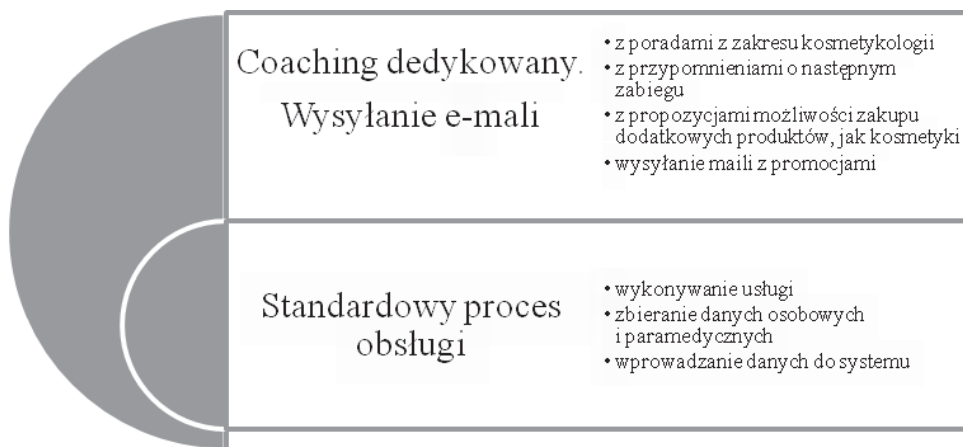 Coaching dedykowany.
Wysyłanie e-mali
• z poradami z zakresu kosmetykologii
• z przypomnieniami o następnym
zabiegu
• z propozycjami możliwości zakupu
dodatkowych produktów, jak kosmetyki
• wysyłanie maili z promocjami
Standardowy proces
obsługi
• wykonywanie usługi
• zbieranie danych osobowych
i paramedycznych
• wprowadzanie danych do systemu